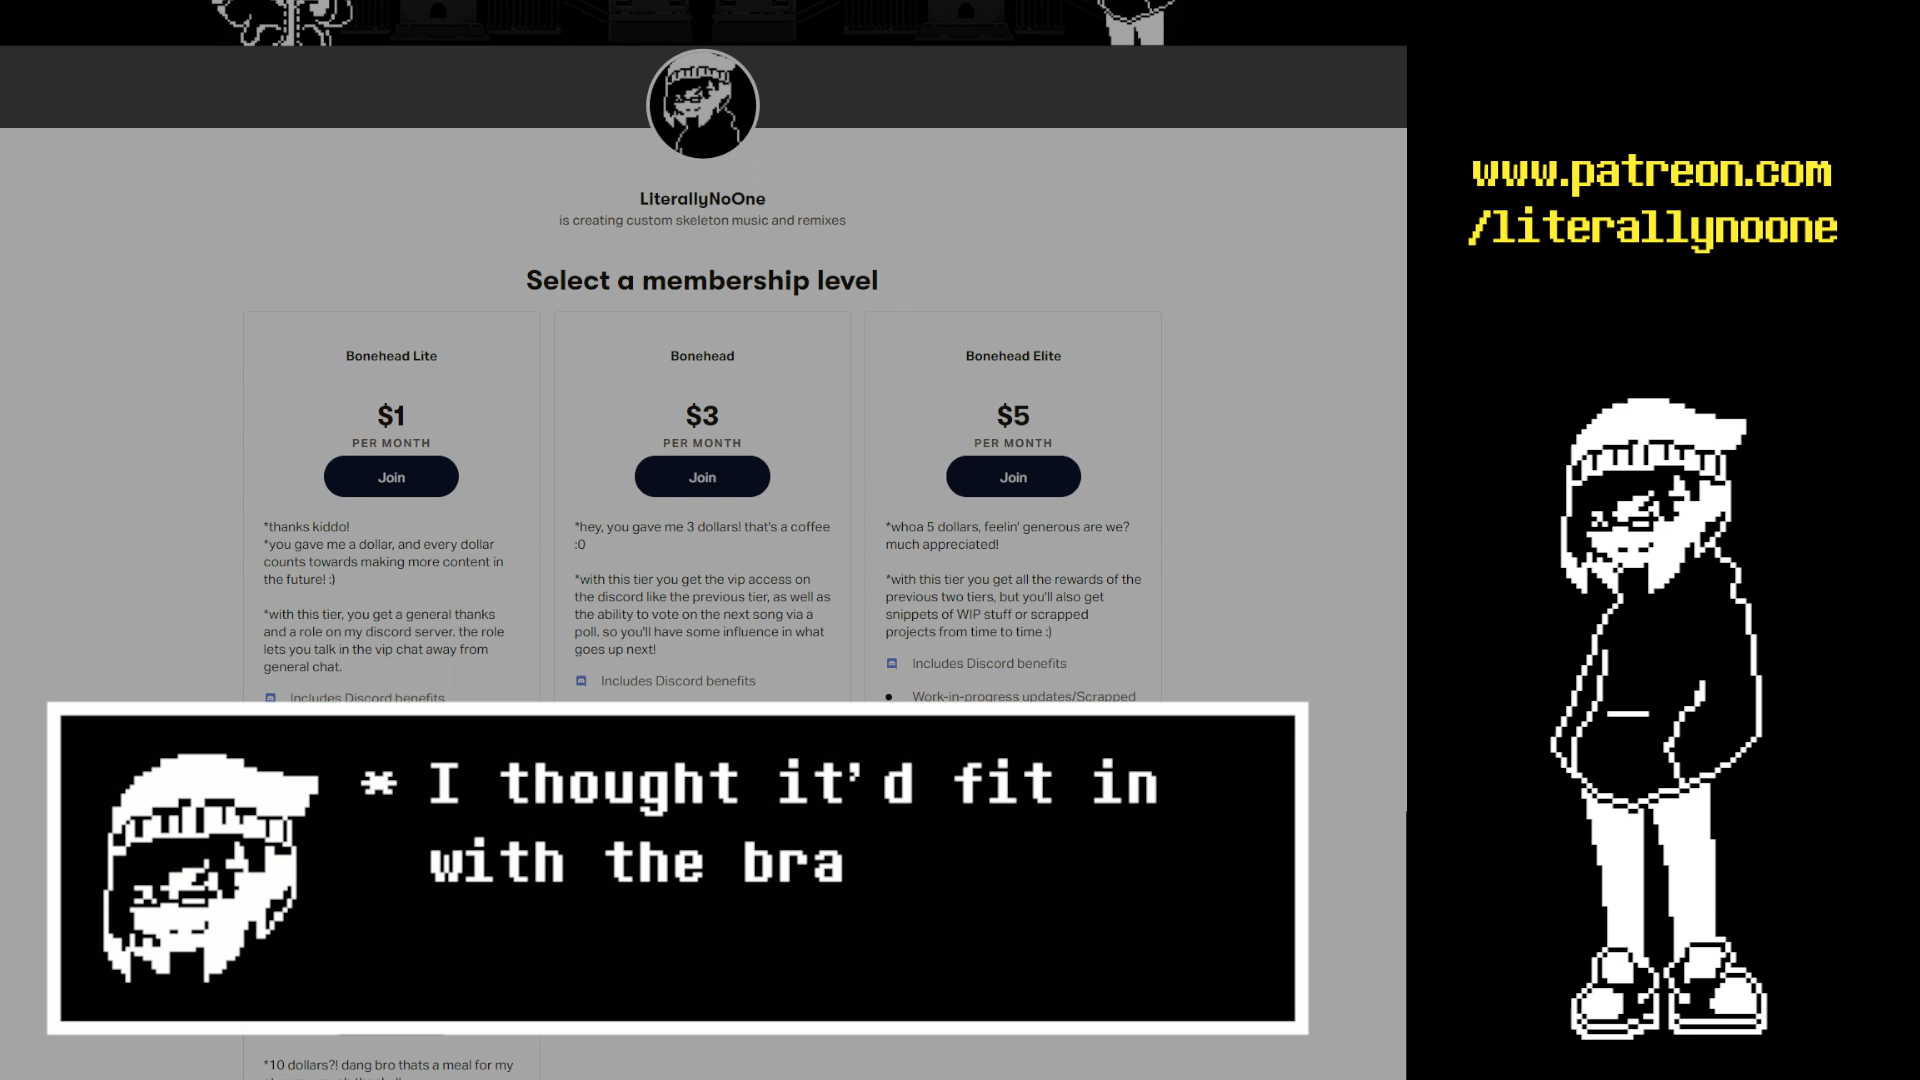 LiterallyNoOne
is creating custom skeleton music and remixes
Select a membership level
Bonehead Lite
$1
PER MONTH
Join
*thanks kiddo!
*you gave me a dollar, and every dollar
counts towards making more content in
the future! :)
*with this tier, you get a general thanks
and a role on my discord server. the role
lets you talk in the vip chat away from
general chat.
Includes Discord benefits
Bonehead
$3
PER MONTH
Join
*hey, you gave me 3 dollars! that's a coffee
:0
*with this tier you get the vip access on
the discord like the previous tier, as well as
the ability to vote on the next song via a
poll. so you'll have some influence in what
goes up next!
Includes Discord benefits
Bonehead Elite
$5
PER MONTH
Join
*whoa 5 dollars, feelin' generous are we?
much appreciated!
*with this tier you get all the rewards of the
previous two tiers, but you'll also get
snippets of WIP stuff or scrapped
projects from time to time :)
Includes Discord benefits
Work-in-progress updates/Scrapped
* I thought it'd fit in
with the bra
*10 dollars?! dang bro thats a meal for my
www.patreon.com
/literallynoone